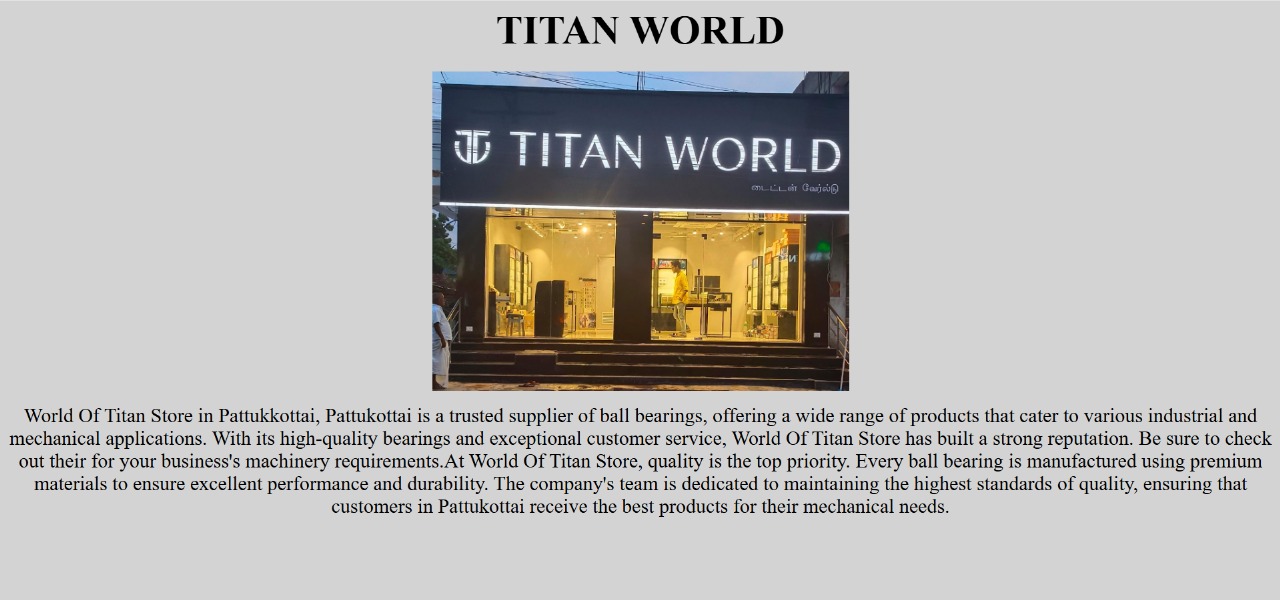 TITAN WORLD
TITAN WORLD
டைட்டன் வேர்ல்டு
World Of Titan Store in Pattukkottai, Pattukottai is a trusted supplier of ball bearings, offering a wide range of products that cater to various industrial and
mechanical applications. With its high-quality bearings and exceptional customer service, World Of Titan Store has built a strong reputation. Be sure to check
out their for your business's machinery requirements.At World Of Titan Store, quality is the top priority. Every ball bearing is manufactured using premium
materials to ensure excellent performance and durability. The company's team is dedicated to maintaining the highest standards of quality, ensuring that
customers in Pattukottai receive the best products for their mechanical needs.